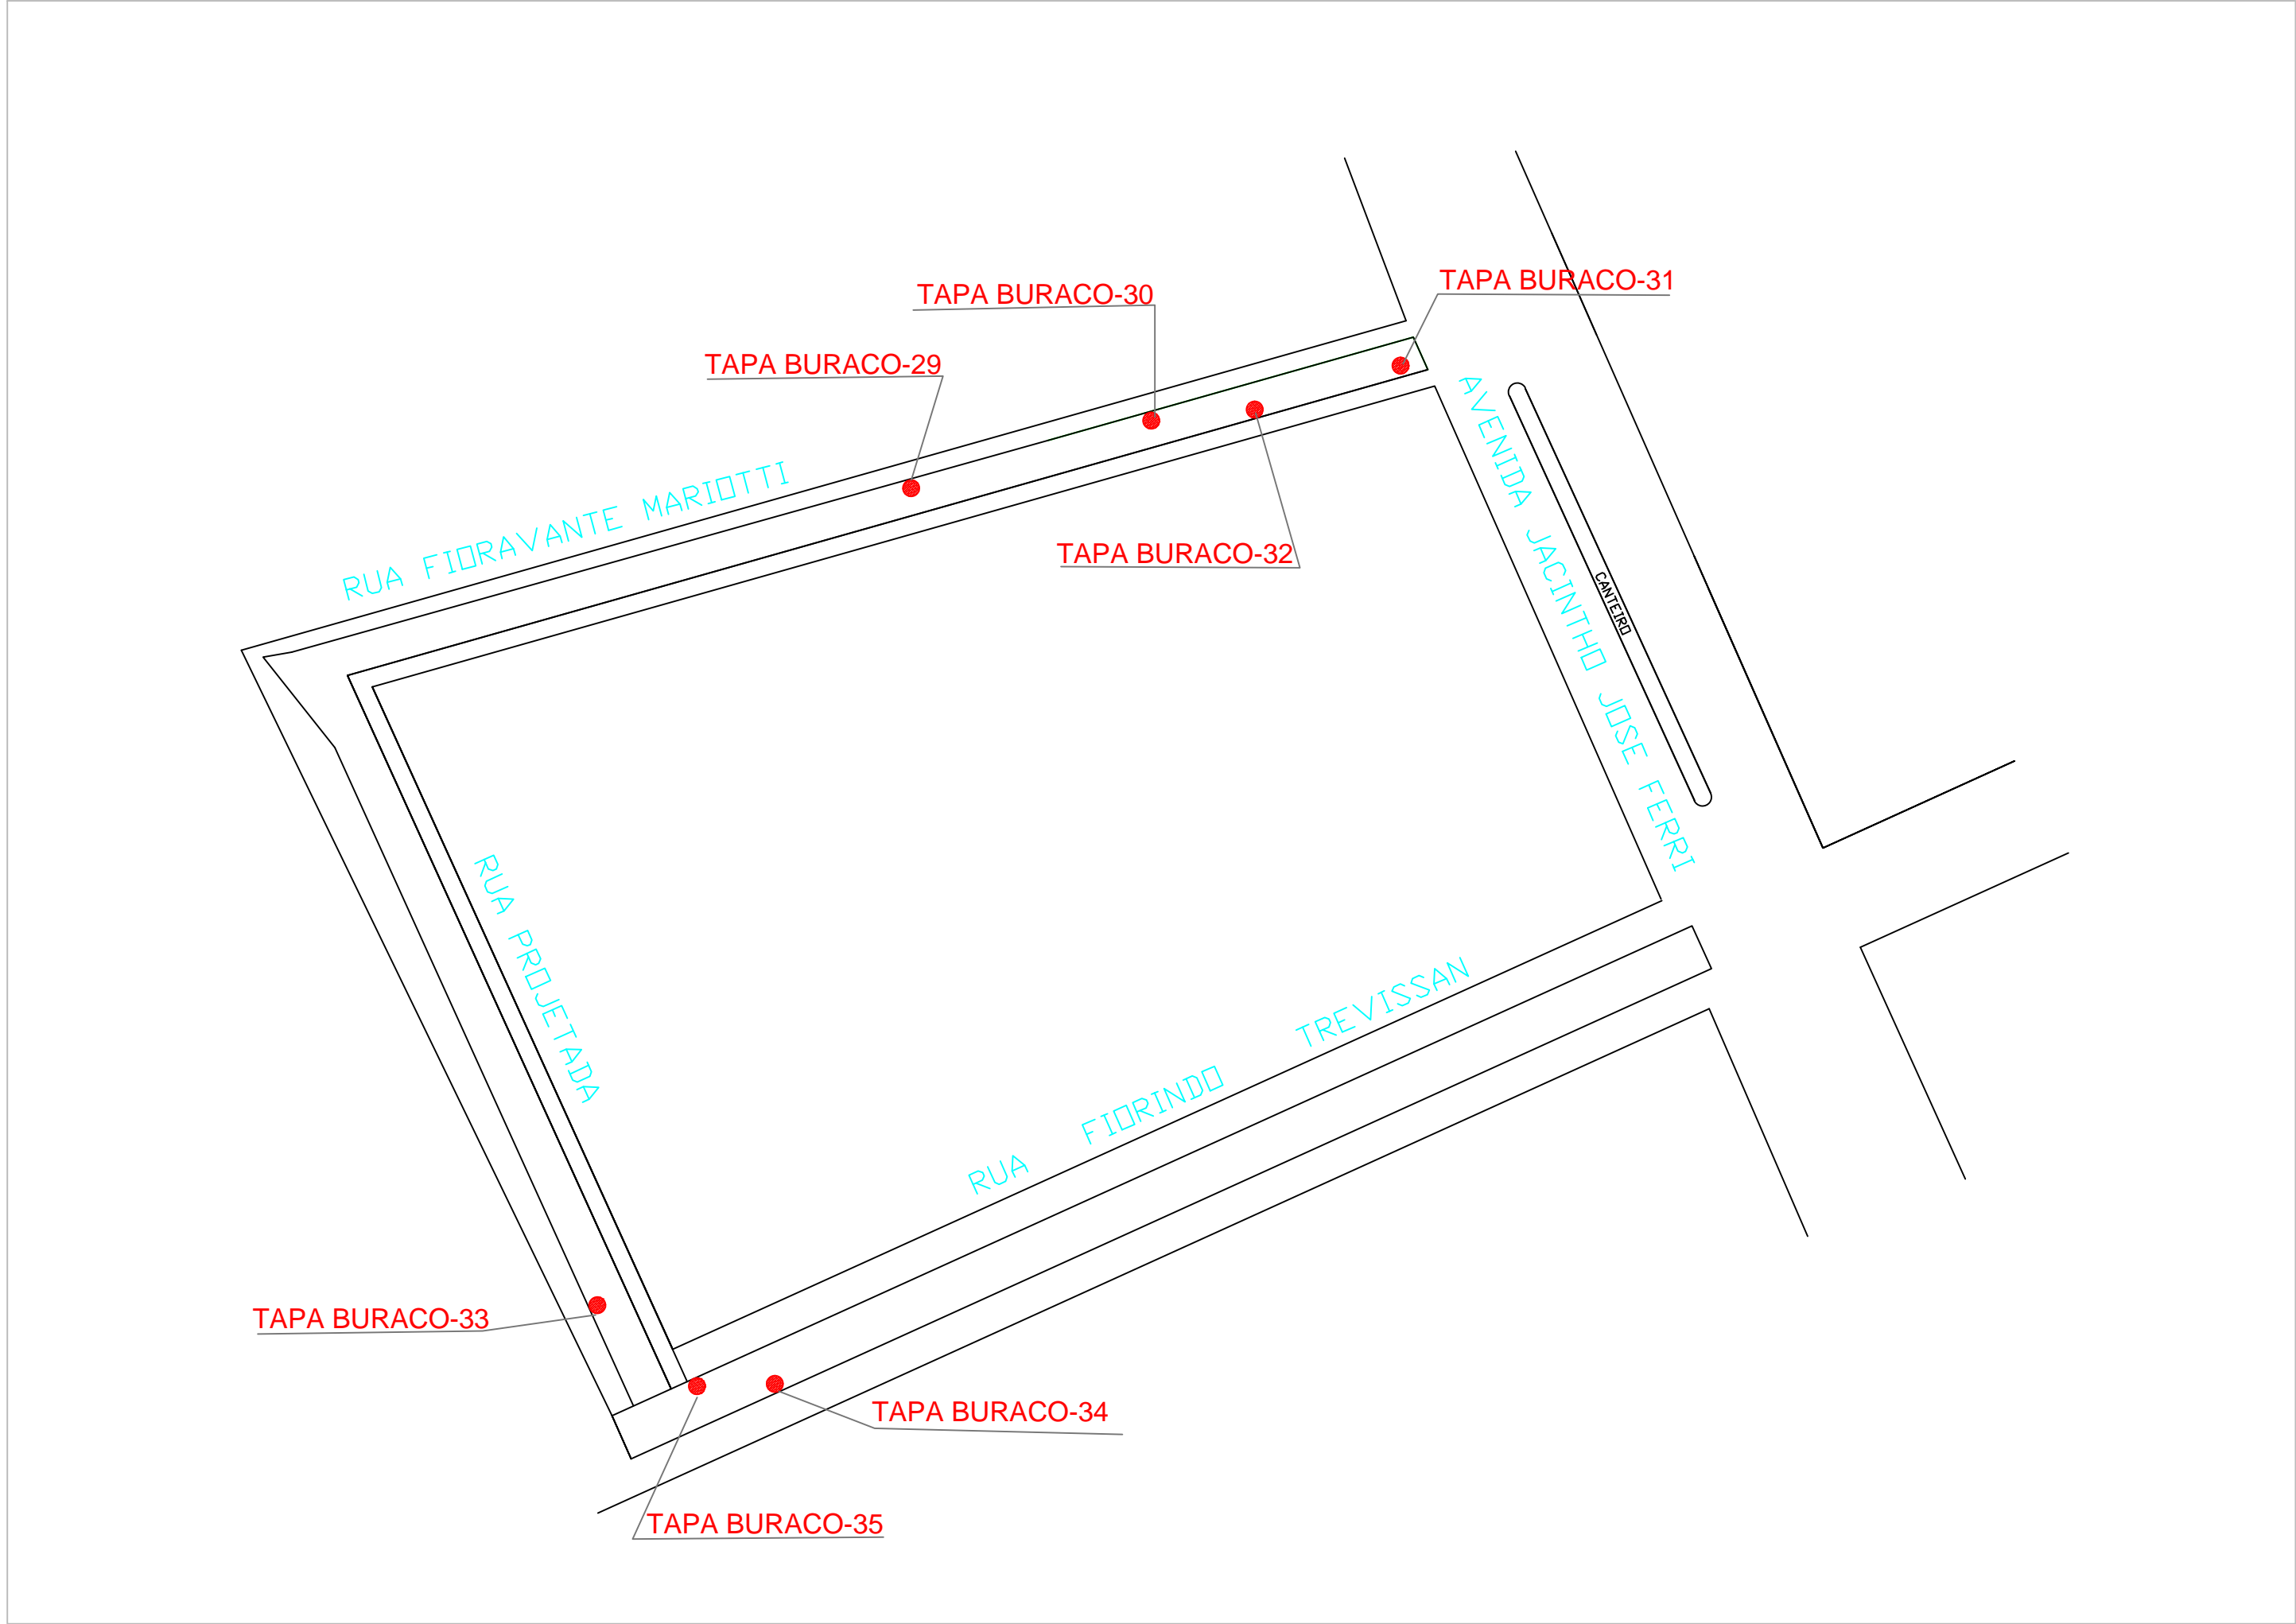 TAPA BURACO-31
TAPA BURACO-30
TAPA BURACO-29
RUA FIORAVANTE MARIOTTI
TAPA BURACO-32
AVENIDA JACINTHO JOSE FERRI
CANTEIRO
RUA PROJETADA
RUA FIORINDO TREVISSAN
TAPA BURACO-33
TAPA BURACO-34
TAPA BURACO-35